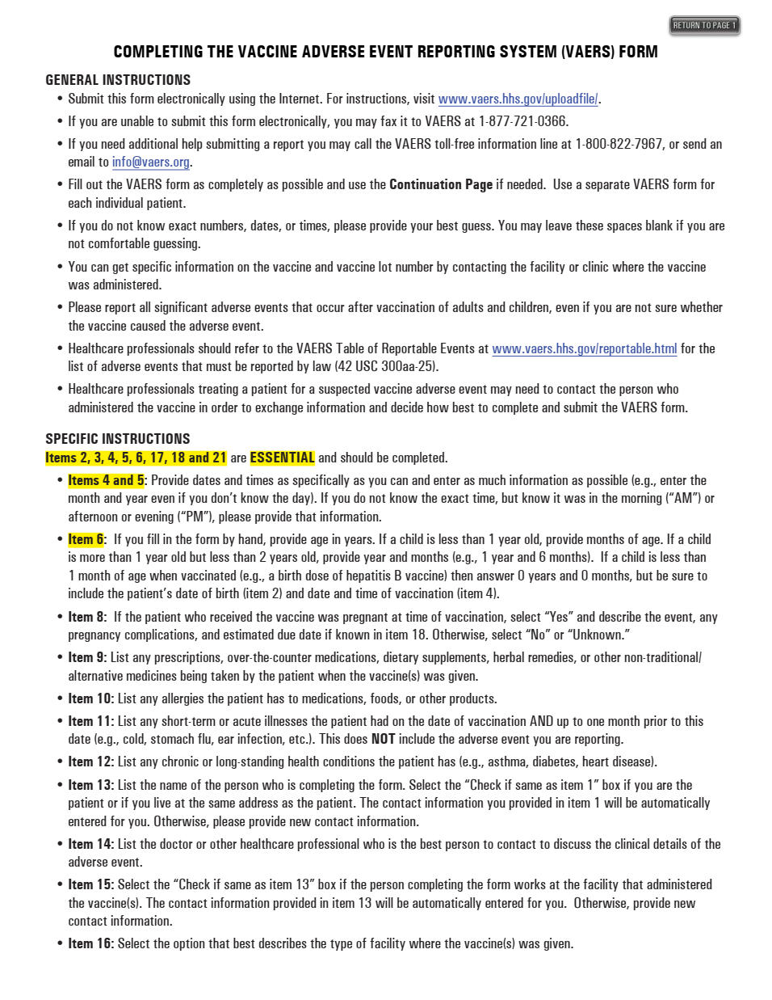 RETURN TO PAGE 1
COMPLETING THE VACCINE ADVERSE EVENT REPORTING SYSTEM (VAERS) FORM
GENERAL INSTRUCTIONS
• Submit this form electronically using the Internet. For instructions, visit www.vaers.hhs.gov/uploadfile/.
• If you are unable to submit this form electronically, you may fax it to VAERS at 1-877-721-0366.
• If you need additional help submitting a report you may call the VAERS toll-free information line at 1-800-822-7967, or send an
email to info@vaers.org.
• Fill out the VAERS form as completely as possible and use the Continuation Page if needed. Use a separate VAERS form for
each individual patient.
• If you do not know exact numbers, dates, or times, please provide your best guess. You may leave these spaces blank if you are
not comfortable guessing.
• You can get specific information on the vaccine and vaccine lot number by contacting the facility or clinic where the vaccine
was administered.
• Please report all significant adverse events that occur after vaccination of adults and children, even if you are not sure whether
the vaccine caused the adverse event.
• Healthcare professionals should refer to the VAERS Table of Reportable Events at www.vaers.hhs.gov/reportable.html for the
list of adverse events that must be reported by law (42 USC 300aa-25).
• Healthcare professionals treating a patient for a suspected vaccine adverse event may need to contact the person who
administered the vaccine in order to exchange information and decide how best to complete and submit the VAERS form.
SPECIFIC INSTRUCTIONS
Items 2, 3, 4, 5, 6, 17, 18 and 21 are ESSENTIAL and should be completed.
• Items 4 and 5: Provide dates and times as specifically as you can and enter as much information as possible (e.g., enter the
month and year even if you don’t know the day). If you do not know the exact time, but know it was in the morning (“AM”) or
afternoon or evening (“PM”), please provide that information.
• Item 6: If you fill in the form by hand, provide age in years. If a child is less than 1 year old, provide months of age. If a child
is more than 1 year old but less than 2 years old, provide year and months (e.g., 1 year and 6 months). If a child is less than
1 month of age when vaccinated (e.g., a birth dose of hepatitis B vaccine) then answer 0 years and 0 months, but be sure to
include the patient’s date of birth (item 2) and date and time of vaccination (item 4).
• Item 8: If the patient who received the vaccine was pregnant at time of vaccination, select “Yes” and describe the event, any
pregnancy complications, and estimated due date if known in item 18. Otherwise, select “No” or “Unknown.”
• Item 9: List any prescriptions, over-the-counter medications, dietary supplements, herbal remedies, or other non-traditional/
alternative medicines being taken by the patient when the vaccine(s) was given.
• Item 10: List any allergies the patient has to medications, foods, or other products.
• Item 11: List any short-term or acute illnesses the patient had on the date of vaccination AND up to one month prior to this
date (e.g., cold, stomach flu, ear infection, etc.). This does NOT include the adverse event you are reporting.
• Item 12: List any chronic or long-standing health conditions the patient has (e.g., asthma, diabetes, heart disease).
• Item 13: List the name of the person who is completing the form. Select the “Check if same as item 1” box if you are the
patient or if you live at the same address as the patient. The contact information you provided in item 1 will be automatically
entered for you. Otherwise, please provide new contact information.
• Item 14: List the doctor or other healthcare professional who is the best person to contact to discuss the clinical details of the
adverse event.
• Item 15: Select the “Check if same as item 13” box if the person completing the form works at the facility that administered
the vaccine(s). The contact information provided in item 13 will be automatically entered for you. Otherwise, provide new
contact information.
• Item 16: Select the option that best describes the type of facility where the vaccine(s) was given.